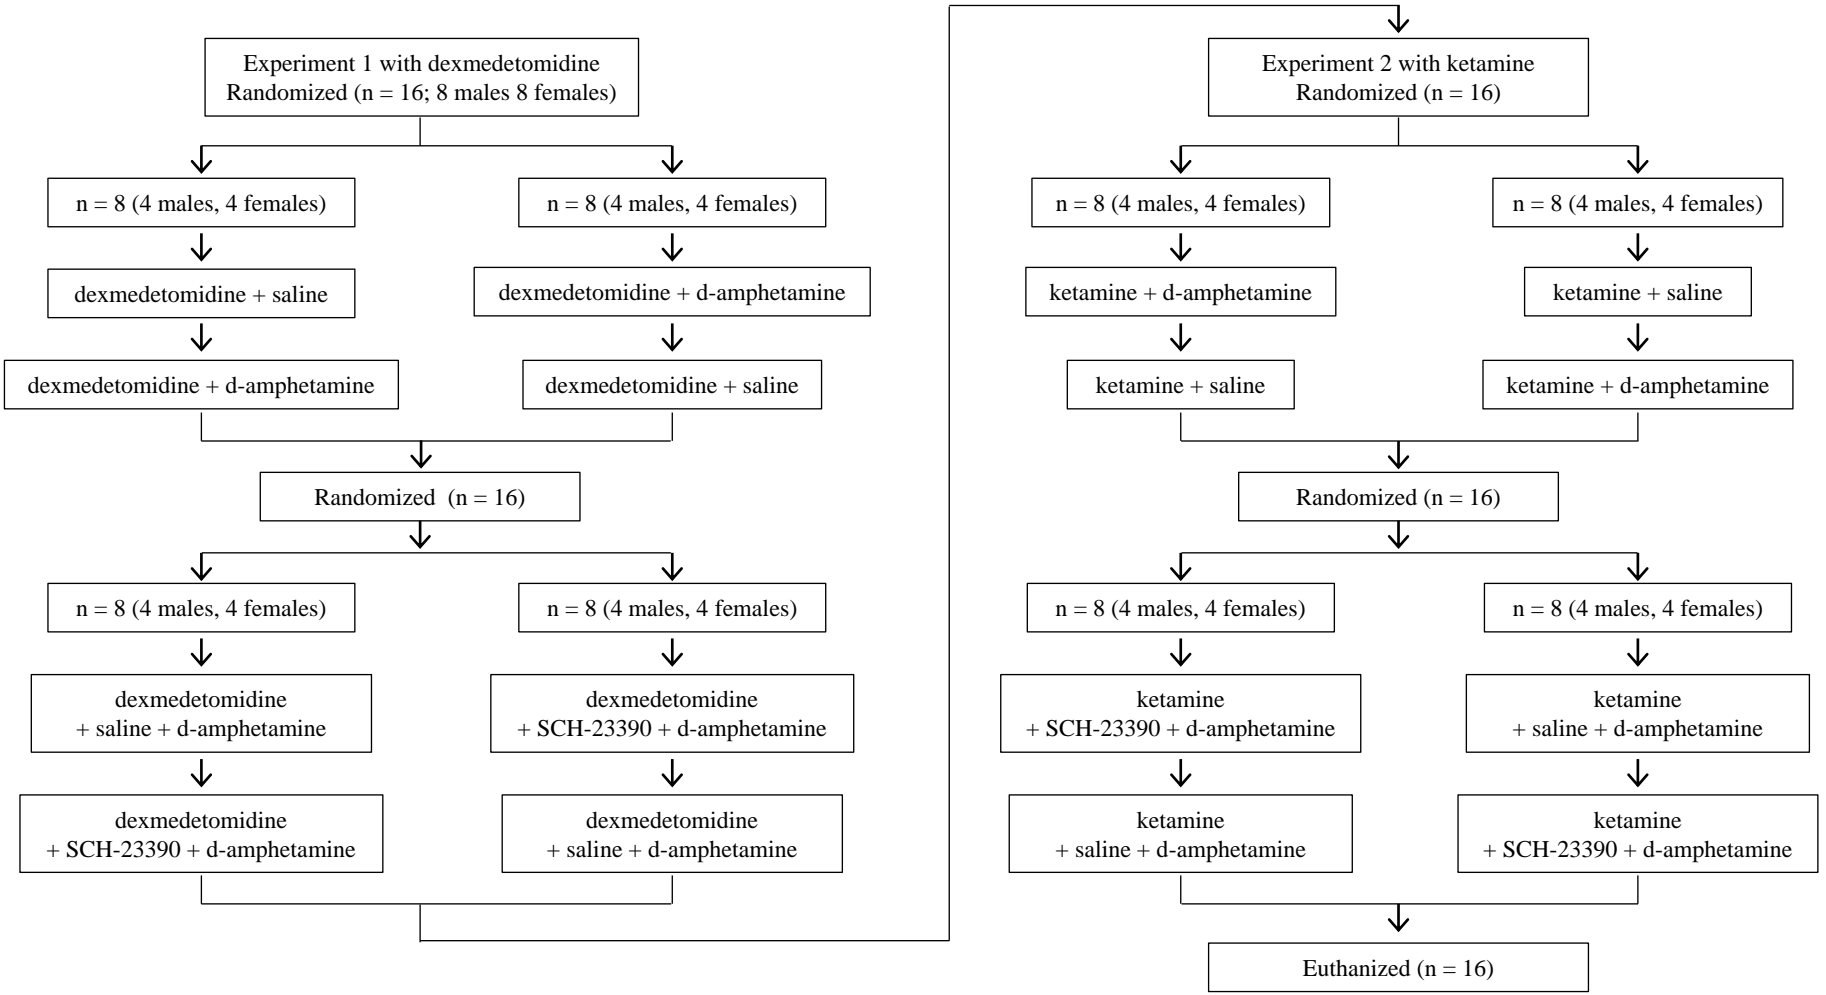 Experiment 1 with dexmedetomidine
Randomized (n = 16; 8 males 8 females)
n = 8 (4 males, 4 females)
n = 8 (4 males, 4 females)
dexmedetomidine + saline
dexmedetomidine + d-amphetamine
dexmedetomidine + d-amphetamine
dexmedetomidine + saline
Randomized (n = 16)
n = 8 (4 males, 4 females)
n = 8 (4 males, 4 females)
dexmedetomidine
+ saline + d-amphetamine
dexmedetomidine
+ SCH-23390 + d-amphetamine
dexmedetomidine
+ SCH-23390 + d-amphetamine
dexmedetomidine
+ saline + d-amphetamine
Experiment 2 with ketamine
Randomized (n = 16)
n = 8 (4 males, 4 females)
n = 8 (4 males, 4 females)
ketamine + d-amphetamine
ketamine + saline
ketamine + saline
ketamine + d-amphetamine
Randomized (n = 16)
n = 8 (4 males, 4 females)
n = 8 (4 males, 4 females)
ketamine
+ SCH-23390 + d-amphetamine
ketamine
+ saline + d-amphetamine
ketamine
+ saline + d-amphetamine
ketamine
+ SCH-23390 + d-amphetamine
Euthanized (n = 16)